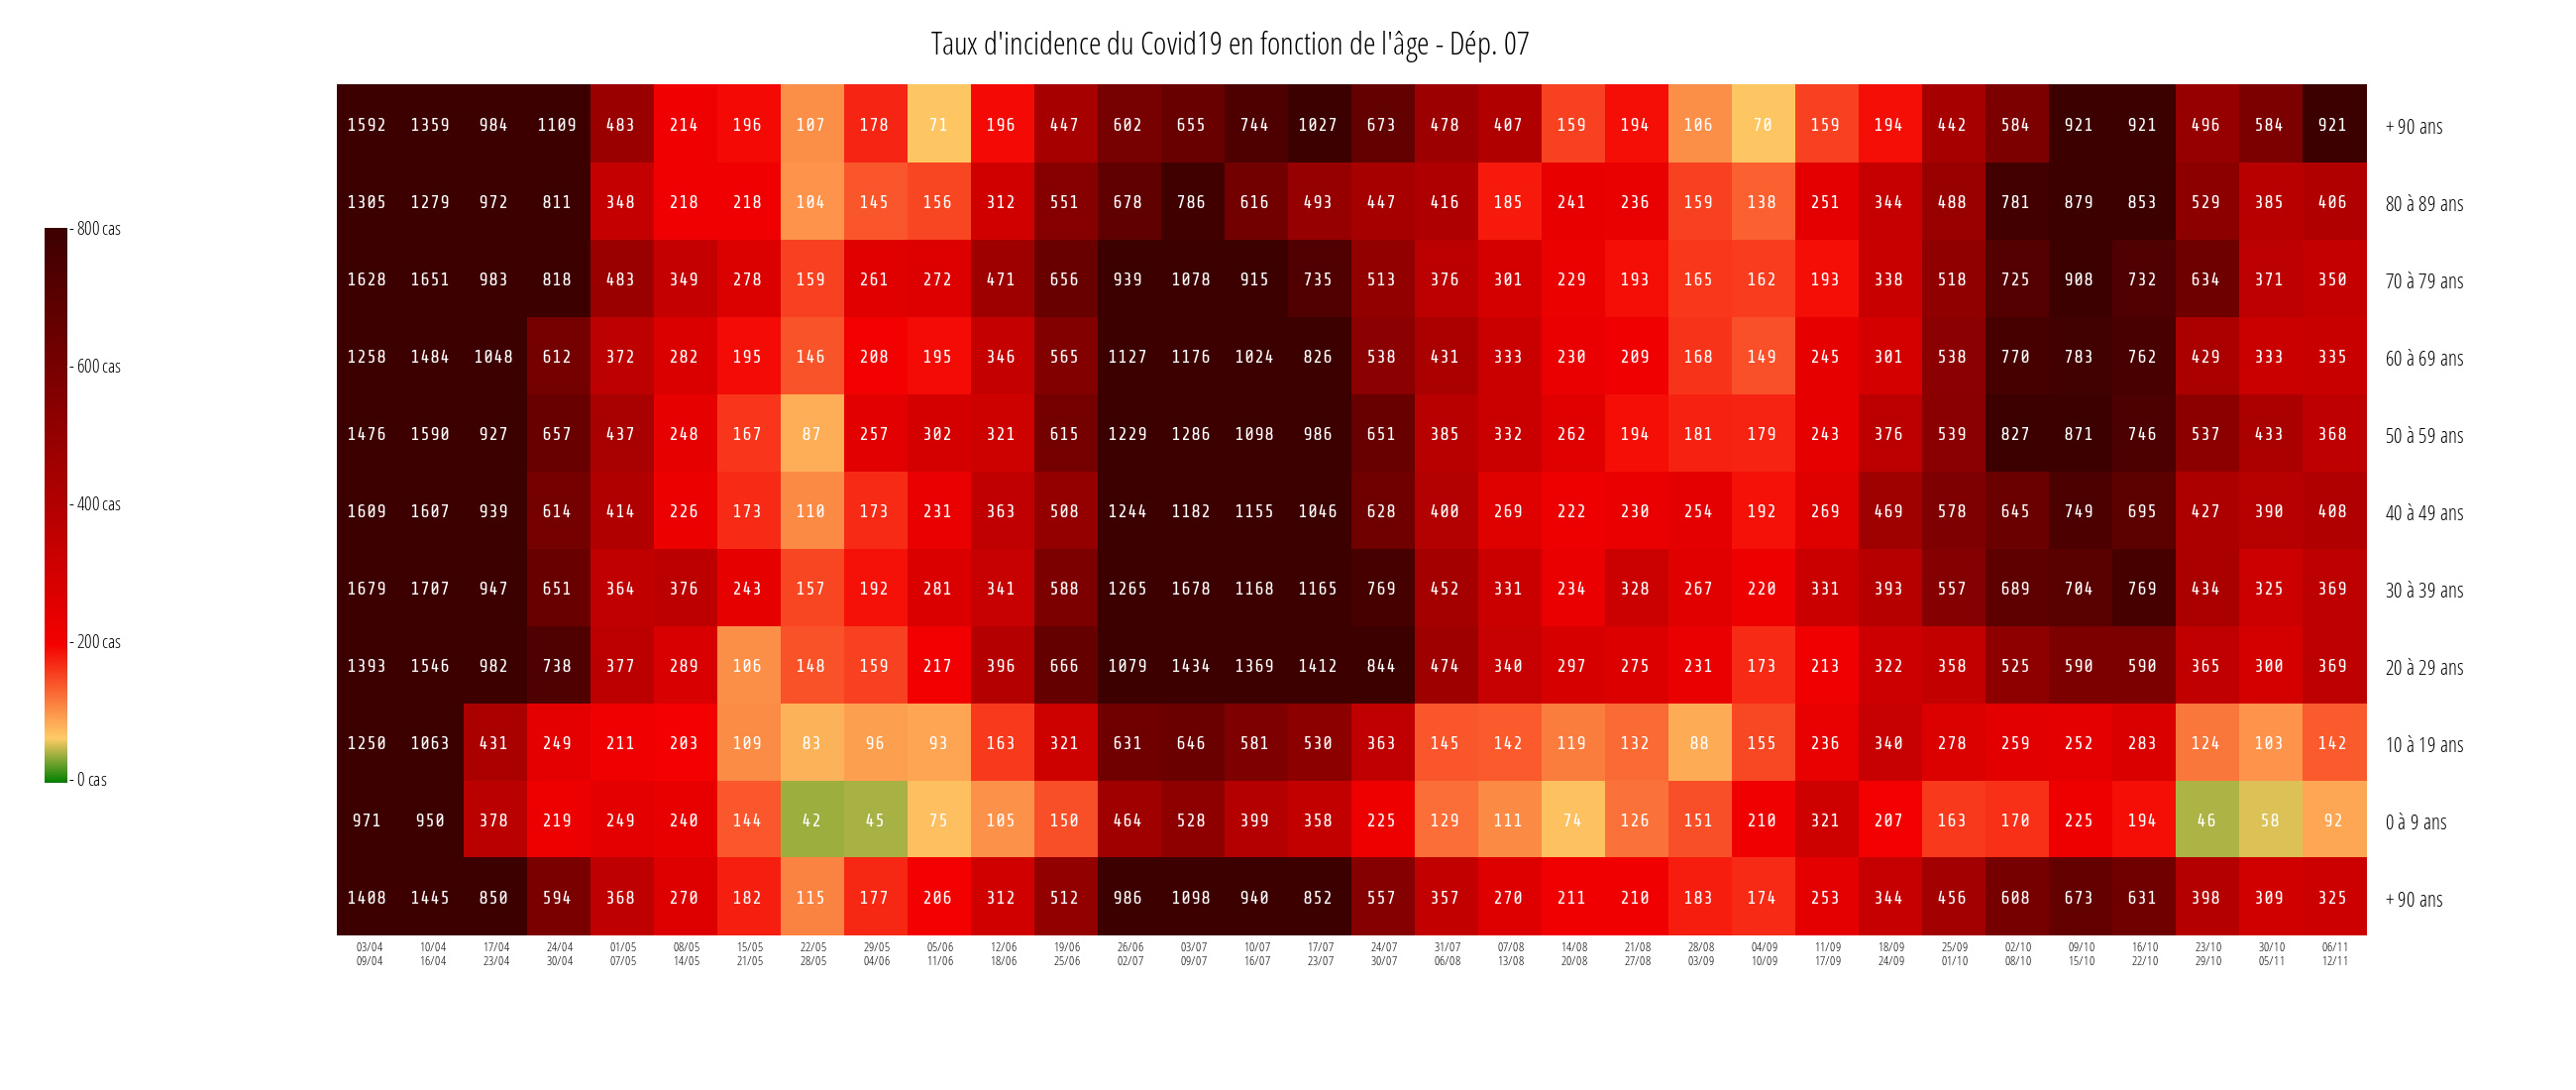 Taux d'incidence du Covid19 en fonction de l'âge - Dép. 07
1592 1359 984 1109 483 214 196 107 178 71 196 447 602 655 744 1027 673 478 407 159 194 106 70 159 194 442 584 921 921 496 584 921 + 90 ans
1305 1279 972 811 348 218 218 104 145 156 312 551 678 786 616 493 447 416 185 241 236 159 138 251 344 488 781 879 853 529 385 406 80 à 89 ans
- 800 cas
1628 1651 983 818 483 349 278 159 261 272 471 656 939 1078 915 735 513 376 301 229 193 165 162 193 338 518 725 908 732 634 371 350 70 à 79 ans
1258 1484 1048 612 372 282 195 146 208 195 346 565 1127 1176 1024 826 538 431 333 230 209 168 149 245 301 538 770 783 762 429 333 335 60 à 69 ans
- 600 cas
1476 1590 927 657 437 248 167 87 257 302 321 615 1229 1286 1098 986 651 385 332 262 194 181 179 243 376 539 827 871 746 537 433 368 50 à 59 ans
- 400 cas
1609 1607 939 614 414 226 173 110 173 231 363 508 1244 1182 1155 1046 628 400 269 222 230 254 192 269 469 578 645 749 695 427 390 408 40 à 49 ans
1679 1707 947 651 364 376 243 157 192 281 341 588 1265 1678 1168 1165 769 452 331 234 328 267 220 331 393 557 689 704 769 434 325 369 30 à 39 ans
- 200 cas
1393 1546 982 738 377 289 106 148 159 217 396 666 1079 1434 1369 1412 844 474 340 297 275 231 173 213 322 358 525 590 590 365 300 369 20 à 29 ans
1250 1063 431 249 211 203 109 83 96 93 163 321 631 646 581 530 363 145 142 119 132 88 155 236 340 278 259 252 283 124 103 142 10 à 19 ans
- 0 cas
971 950 378 219 249 240 144 42 45 75 105 150 464 528 399 358 225 129 111 74 126 151 210 321 207 163 170 225 194 46 58 92 0 à 9 ans
1408 1445 850 594 368 270 182 115 177 206 312 512 986 1098 940 852 557 357 270 211 210 183 174 253 344 456 608 673 631 398 309 325 + 90 ans
03/04 10/04 17/04 24/04 01/05 08/05 15/05 22/05 29/05 05/06 12/06 19/06 26/06 03/07 10/07 17/07 24/07 31/07 07/08 14/08 21/08 28/08 04/09 11/09 18/09 25/09 02/10 09/10 16/10 23/10 30/10 06/11
09/04 16/04 23/04 30/04 07/05 14/05 21/05 28/05 04/06 11/06 18/06 25/06 02/07 09/07 16/07 23/07 30/07 06/08 13/08 20/08 27/08 03/09 10/09 17/09 24/09 01/10 08/10 15/10 22/10 29/10 05/11 12/11